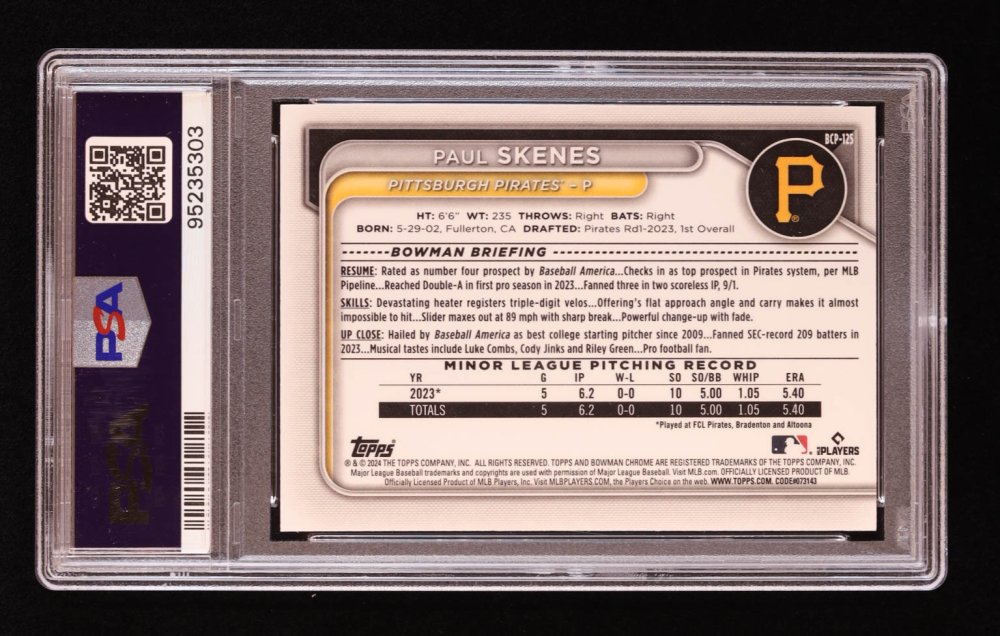 95235303
PSA
PSA
BCP-125
PAUL SKENES
PITTSBURGH PIRATES™ – P
P
®
HT: 6'6" WT: 235 THROWS: Right BATS: Right
BORN: 5-29-02, Fullerton, CA DRAFTED: Pirates Rd1-2023, 1st Overall
BOWMAN BRIEFING
RESUME: Rated as number four prospect by Baseball America...Checks in as top prospect in Pirates system, per MLB
Pipeline...Reached Double-A in first pro season in 2023...Fanned three in two scoreless IP, 9/1.
SKILLS: Devastating heater registers triple-digit velos...Offering's flat approach angle and carry makes it almost
impossible to hit...Slider maxes out at 89 mph with sharp break...Powerful change-up with fade.
UP CLOSE: Hailed by Baseball America as best college starting pitcher since 2009...Fanned SEC-record 209 batters in
2023...Musical tastes include Luke Combs, Cody Jinks and Riley Green...Pro football fan.
MINOR LEAGUE PITCHING RECORD
YR G IP W-L SO SO/BB WHIP ERA
2023* 5 6.2 0-0 10 5.00 1.05 5.40
TOTALS 5 6.2 0-0 10 5.00 1.05 5.40
*Played at FCL Pirates, Bradenton and Altoona
Topps®
PLAYERS
® & © 2024 THE TOPPS COMPANY, INC. ALL RIGHTS RESERVED. TOPPS AND BOWMAN CHROME ARE REGISTERED TRADEMARKS OF THE TOPPS COMPANY, INC.
Major League Baseball trademarks and copyrights are used with permission of Major League Baseball. Visit MLB.com. OFFICIALLY LICENSED PRODUCT OF MLB.
Officially Licensed Product of MLB Players, Inc. Visit MLBPLAYERS.COM, the Players Choice on the web. WWW.TOPPS.COM. CODE#073143